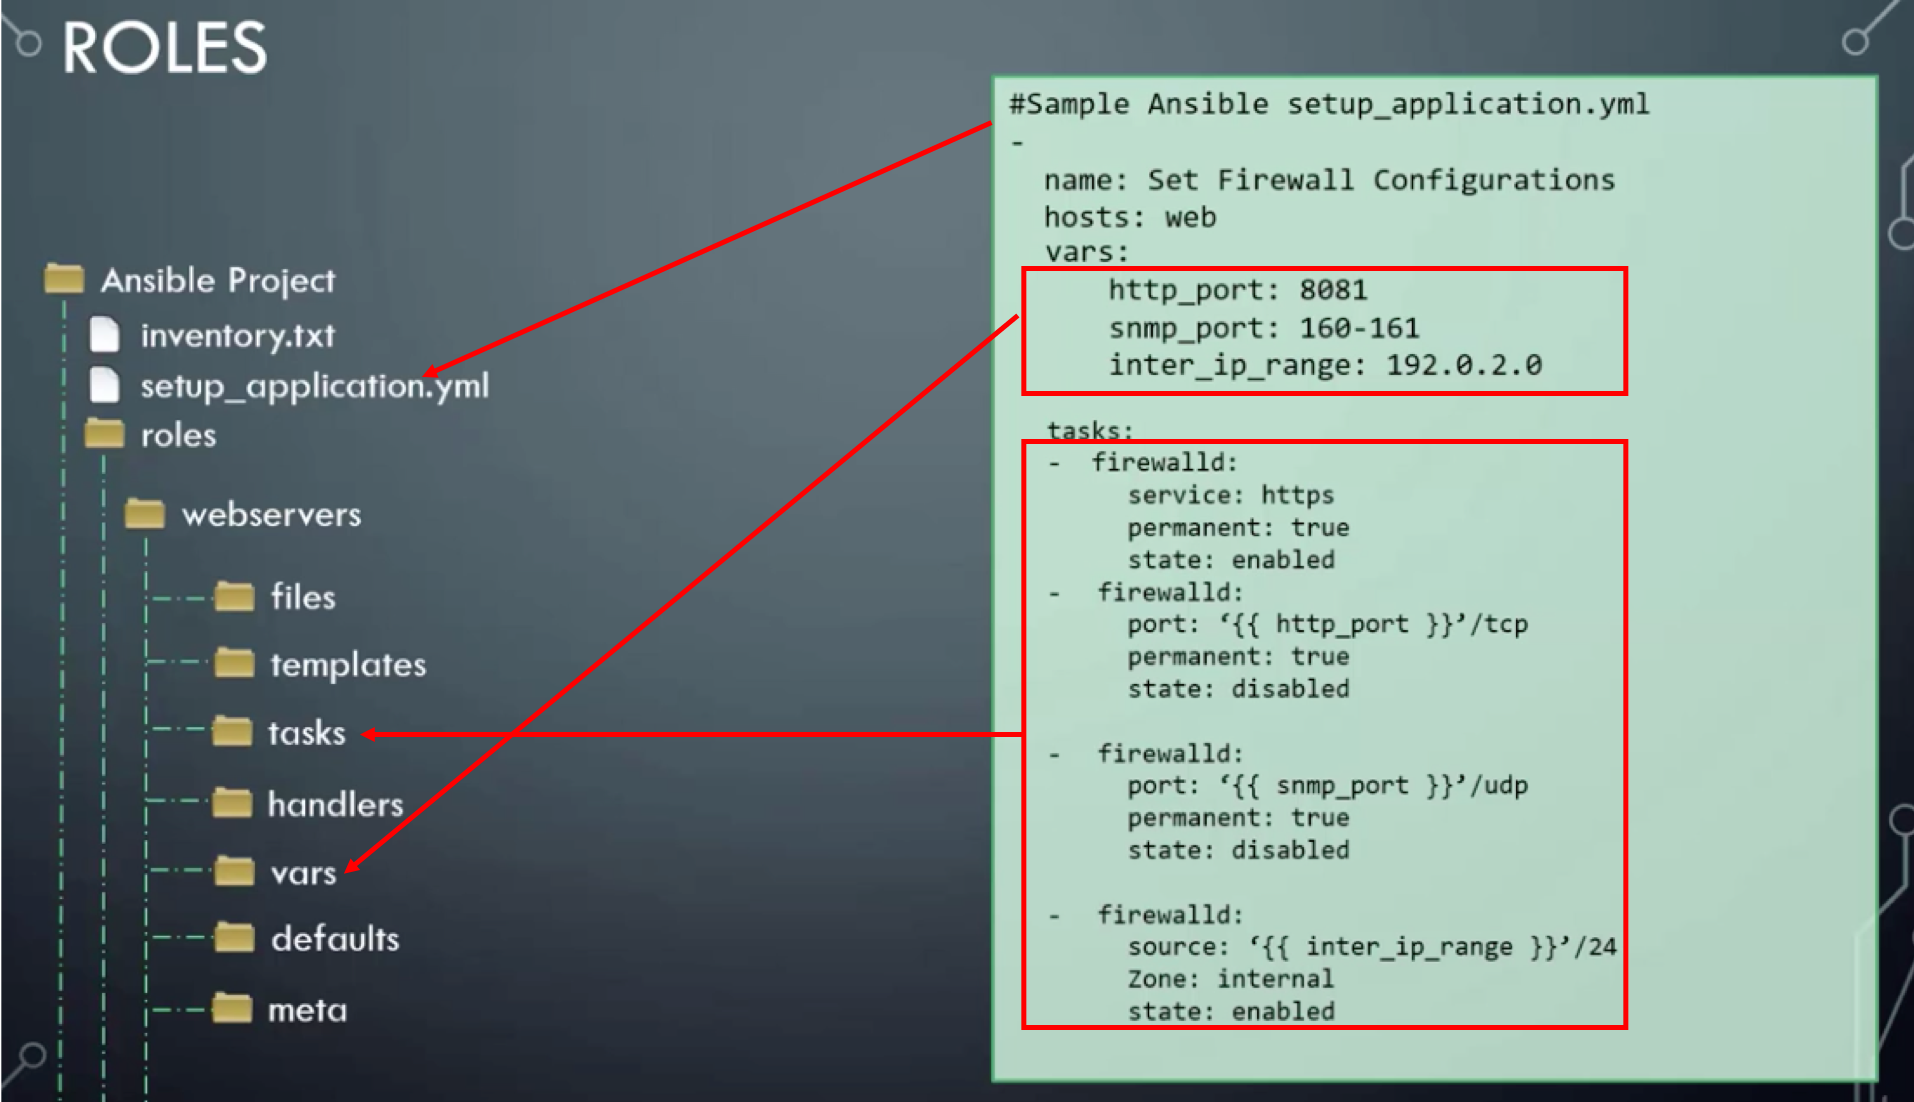 ROLES
Ansible Project
inventory.txt
setup_application.yml
roles
webservers
files
templates
tasks
handlers
vars
defaults
meta
#Sample Ansible setup_application.yml
-
name: Set Firewall Configurations
hosts: web
vars:
http_port: 8081
snmp_port: 160-161
inter_ip_range: 192.0.2.0
tasks:
- firewalld:
service: https
permanent: true
state: enabled
- firewalld:
port: ‘{{ http_port }}’/tcp
permanent: true
state: disabled
- firewalld:
port: ‘{{ snmp_port }}’/udp
permanent: true
state: disabled
- firewalld:
source: ‘{{ inter_ip_range }}’/24
Zone: internal
state: enabled